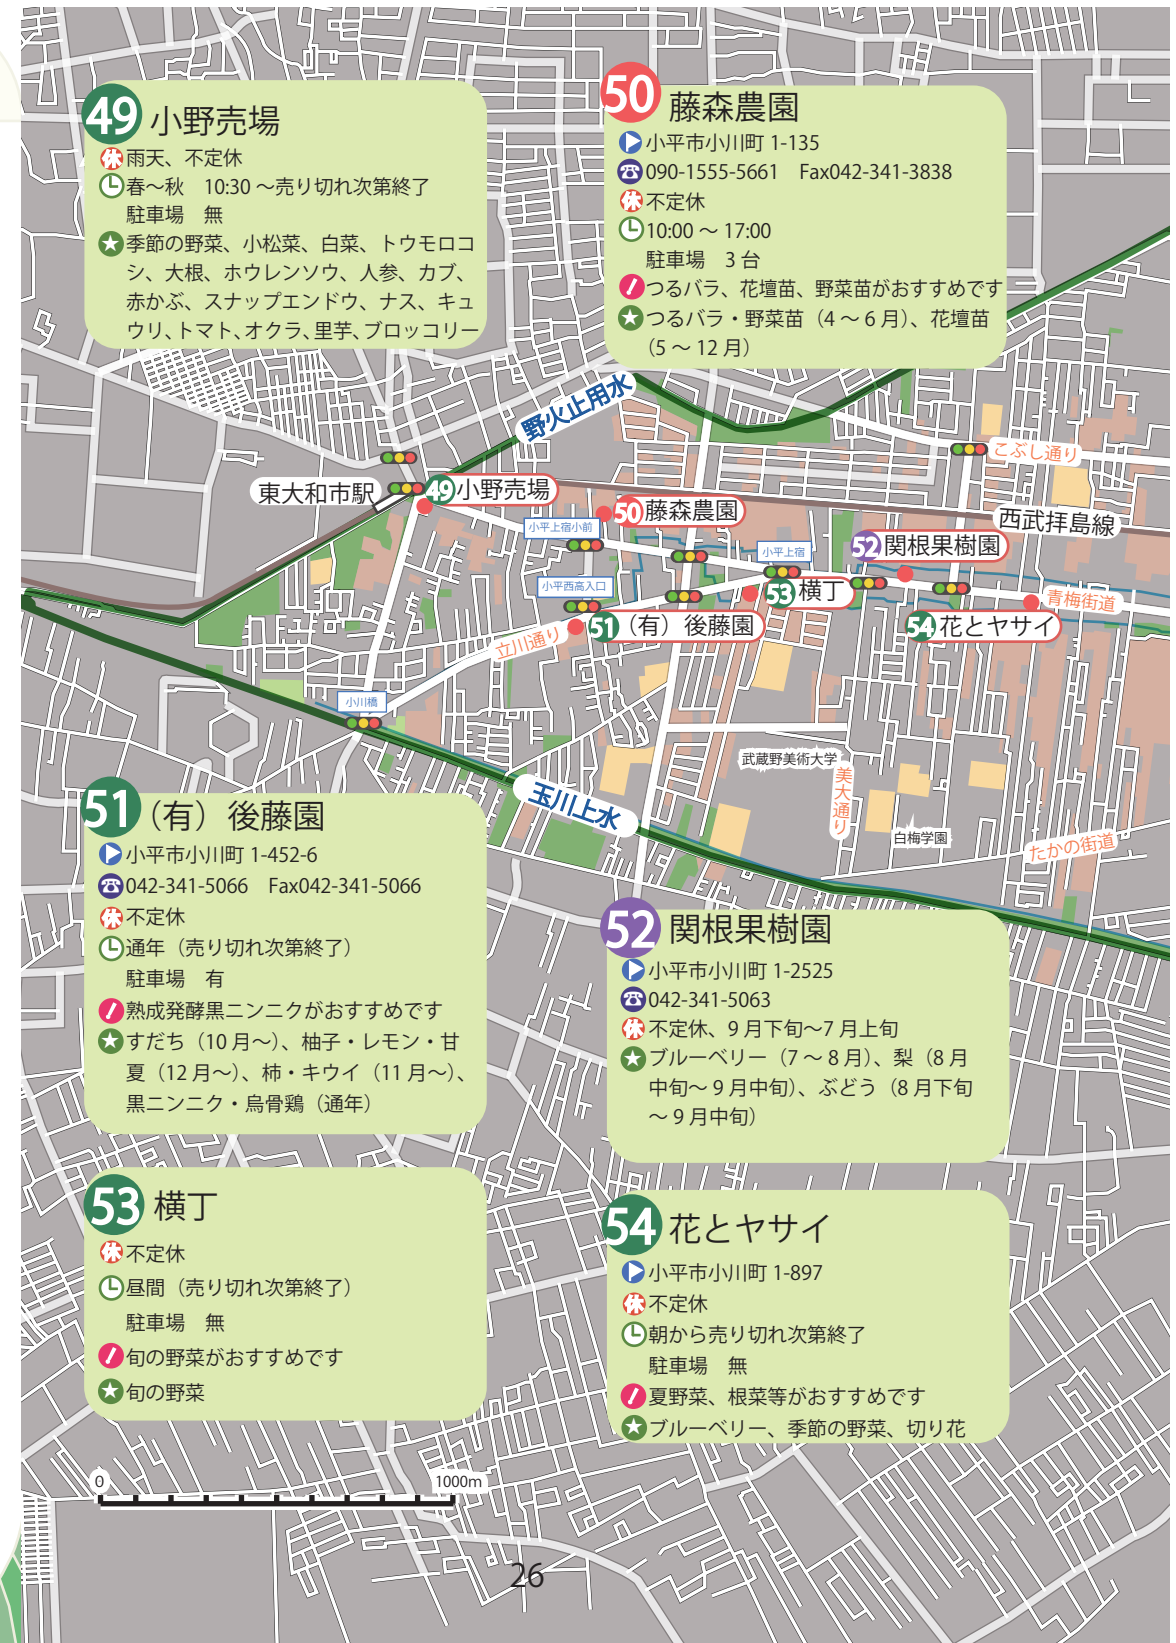 49 小野売場
休 雨天、不定休
春～秋　10:30 ～売り切れ次第終了
駐車場　無
季節の野菜、小松菜、白菜、トウモロコ
シ、大根、ホウレンソウ、人参、カブ、
赤かぶ、スナップエンドウ、ナス、キュ
ウリ、トマト、オクラ、里芋、ブロッコリー
50 藤森農園
小平市小川町 1-135
090-1555-5661　Fax042-341-3838
休 不定休
10:00 ～ 17:00
駐車場　3 台
つるバラ、花壇苗、野菜苗がおすすめです
つるバラ・野菜苗（4 ～ 6 月）、花壇苗
（5 ～ 12 月）
野火止用水
こぶし通り
東大和市駅
49 小野売場
50 藤森農園
西武拝島線
小平上宿小前
小平上宿
52 関根果樹園
小平西高入口
53 横丁
青梅街道
51 （有）後藤園
54 花とヤサイ
立川通り
小川橋
武蔵野美術大学
美大通り
玉川上水
白梅学園
たかの街道
51 （有）後藤園
小平市小川町 1-452-6
042-341-5066　Fax042-341-5066
休 不定休
通年（売り切れ次第終了）
駐車場　有
熟成発酵黒ニンニクがおすすめです
すだち（10 月～）、柚子・レモン・甘
夏（12 月～）、柿・キウイ（11 月～）、
黒ニンニク・烏骨鶏（通年）
52 関根果樹園
小平市小川町 1-2525
042-341-5063
休 不定休、9 月下旬～7 月上旬
ブルーベリー（7 ～ 8 月）、梨（8 月
中旬～ 9 月中旬）、ぶどう（8 月下旬
～ 9 月中旬）
53 横丁
休 不定休
昼間（売り切れ次第終了）
駐車場　無
旬の野菜がおすすめです
旬の野菜
54 花とヤサイ
小平市小川町 1-897
休 不定休
朝から売り切れ次第終了
駐車場　無
夏野菜、根菜等がおすすめです
ブルーベリー、季節の野菜、切り花
0
1000m
26